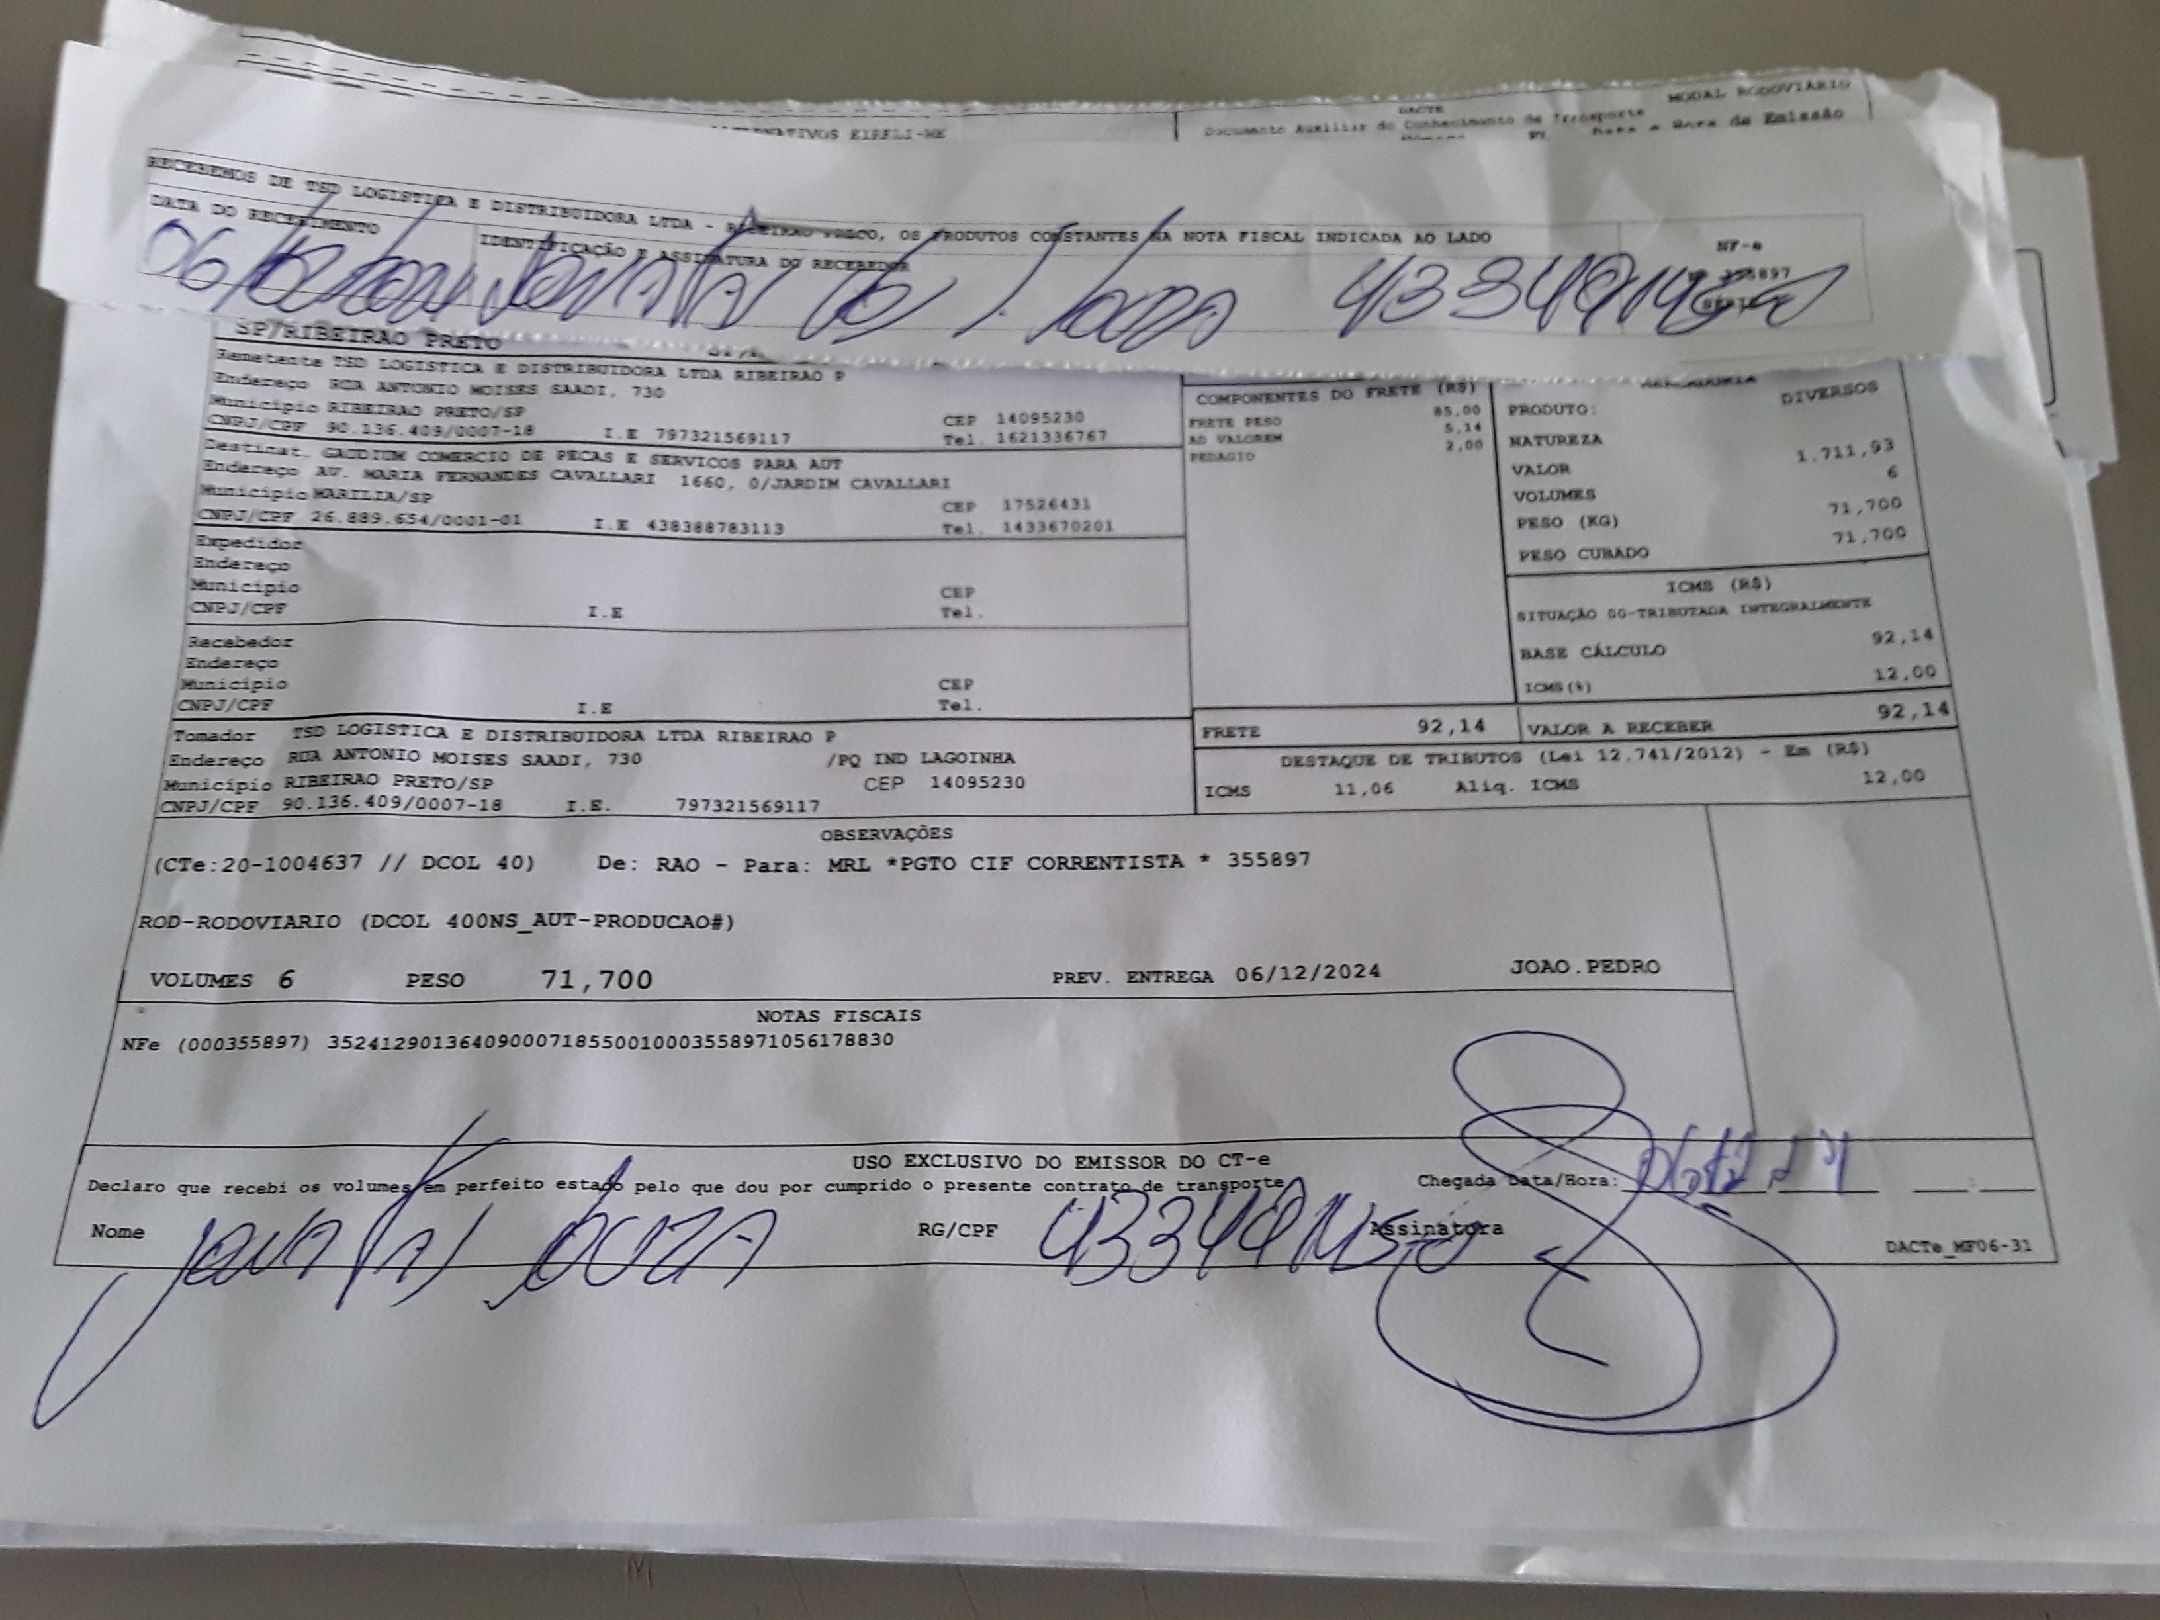 MODAL RODOVIÁRIO
DACTE
ALTERNATIVOS EIRELI-ME
Documento Auxiliar do Conhecimento de Transporte
Data e Hora de Emissão
RECEBEMOS DE TSD LOGISTICA E DISTRIBUIDORA LTDA - RIBEIRAO PRETO, OS PRODUTOS CONSTANTES NA NOTA FISCAL INDICADA AO LADO
NF-e
DATA DO RECEBIMENTO
IDENTIFICAÇÃO E ASSINATURA DO RECEBEDOR
355897
SÉRIE
SP/RIBEIRAO PRETO
Remetente TSD LOGISTICA E DISTRIBUIDORA LTDA RIBEIRAO P
Endereço RUA ANTONIO MOISES SAADI, 730
Município RIBEIRAO PRETO/SP CEP 14095230
CNPJ/CPF 90.136.409/0007-18 I.E 797321569117 Tel. 1621336767
Destinat. GAUDIUM COMERCIO DE PECAS E SERVICOS PARA AUT
Endereço AV. MARIA FERNANDES CAVALLARI 1660, 0/JARDIM CAVALLARI
Município MARILIA/SP CEP 17526431
CNPJ/CPF 26.889.654/0001-01 I.E 438388783113 Tel. 1433670201
Expedidor
Endereço
Município CEP
CNPJ/CPF I.E Tel.
Recebedor
Endereço
Município CEP
CNPJ/CPF I.E Tel.
Tomador TSD LOGISTICA E DISTRIBUIDORA LTDA RIBEIRAO P
Endereço RUA ANTONIO MOISES SAADI, 730 /PQ IND LAGOINHA
Município RIBEIRAO PRETO/SP CEP 14095230
CNPJ/CPF 90.136.409/0007-18 I.E. 797321569117
COMPONENTES DO FRETE (R$)
FRETE PESO 85,00
AD VALOREM 5,14
PEDAGIO 2,00
FRETE 92,14
PRODUTO: DIVERSOS
NATUREZA
VALOR 1.711,93
VOLUMES 6
PESO (KG) 71,700
PESO CUBADO 71,700
ICMS (R$)
SITUAÇÃO 00-TRIBUTADA INTEGRALMENTE
BASE CÁLCULO 92,14
ICMS(%) 12,00
VALOR A RECEBER 92,14
DESTAQUE DE TRIBUTOS (Lei 12.741/2012) - Em (R$)
ICMS 11,06 Aliq. ICMS 12,00
OBSERVAÇÕES
(CTe:20-1004637 // DCOL 40) De: RAO - Para: MRL *PGTO CIF CORRENTISTA * 355897
ROD-RODOVIARIO (DCOL 400NS_AUT-PRODUCAO#)
VOLUMES 6 PESO 71,700 PREV. ENTREGA 06/12/2024 JOAO.PEDRO
NOTAS FISCAIS
NFe (000355897) 35241290136409000718550010003558971056178830
USO EXCLUSIVO DO EMISSOR DO CT-e
Declaro que recebi os volumes em perfeito estado pelo que dou por cumprido o presente contrato de transporte
Chegada Data/Hora:
Nome RG/CPF Assinatura
DACTe_MF06-31